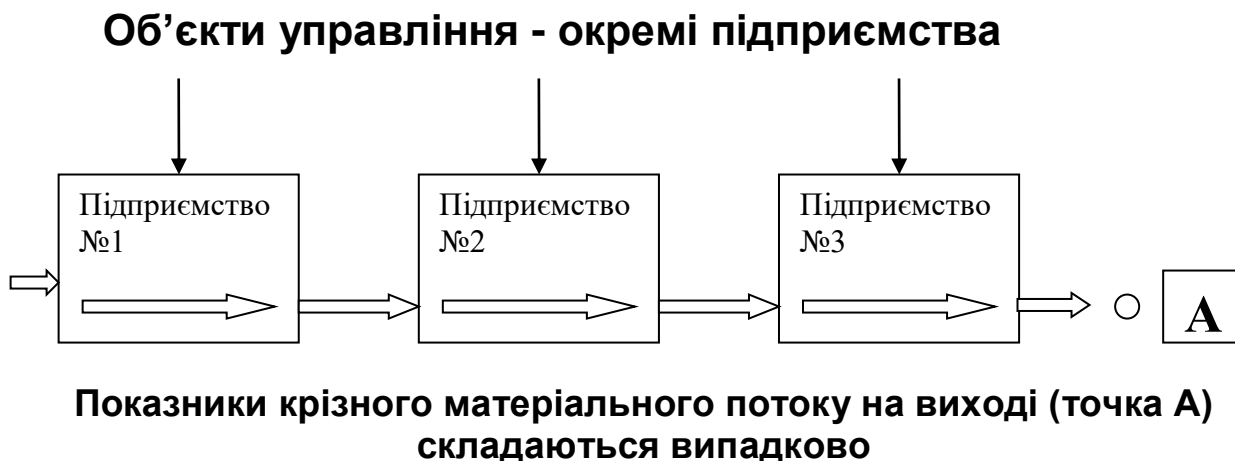 Об’єкти управління - окремі підприємства
Підприємство
№1
Підприємство
№2
Підприємство
№3
А
Показники крізного матеріального потоку на виході (точка А)
складаються випадково